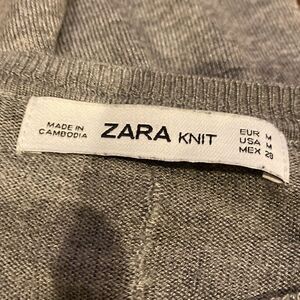 MADE IN
CAMBODIA
ZARA KNIT
EUR M
USA M
MEX 28